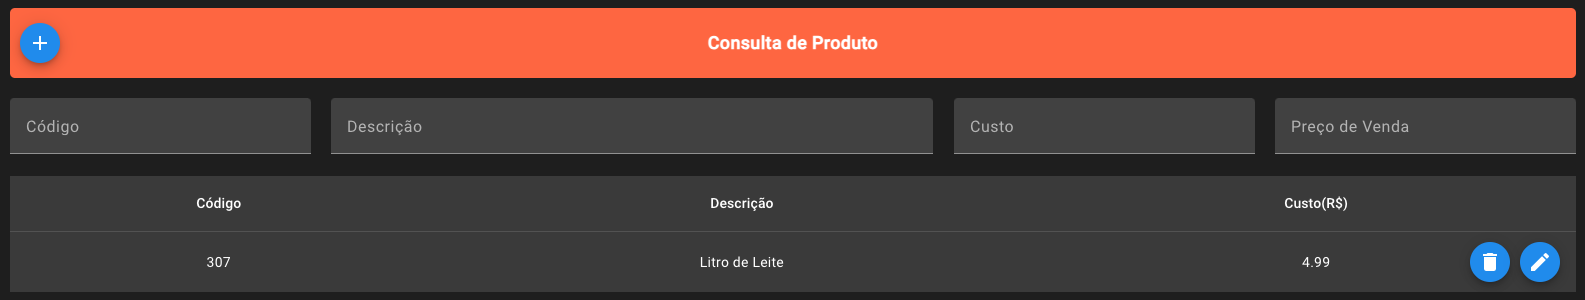 Consulta de Produto
Código Descrição Custo Preço de Venda
Código Descrição Custo(R$)
307 Litro de Leite 4.99